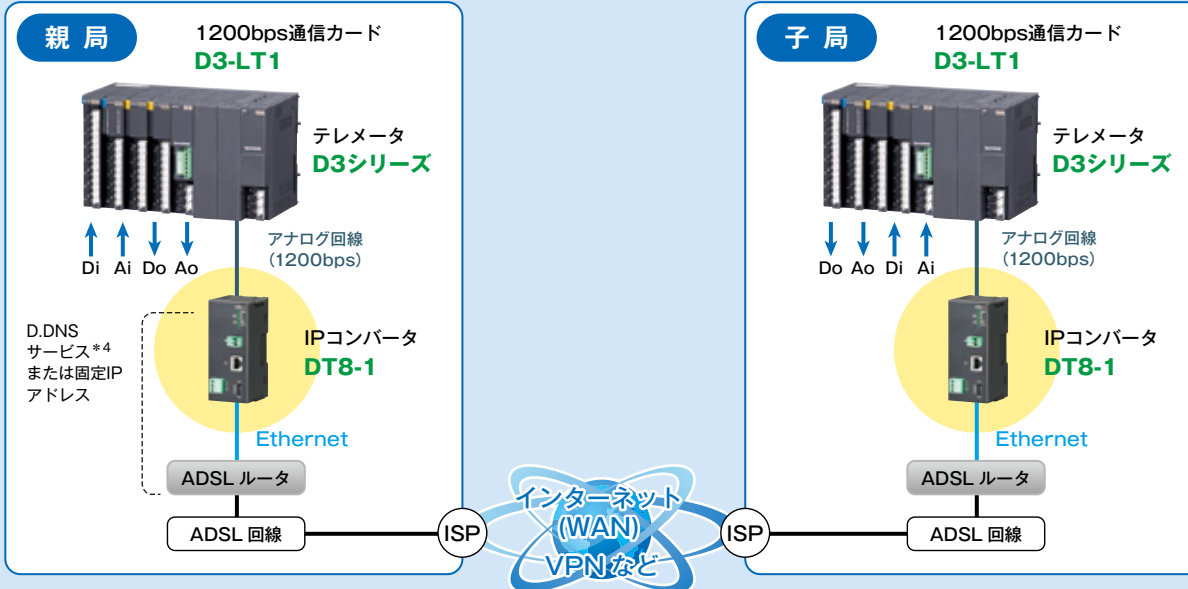 親 局
1200bps通信カード
D3-LT1
テレメータ
D3シリーズ
Di Ai Do Ao
アナログ回線
(1200bps)
D.DNS
サービス*4
または固定IP
アドレス
IPコンバータ
DT8-1
Ethernet
ADSL ルータ
ADSL 回線
ISP
インターネット
(WAN)
VPN など
子 局
1200bps通信カード
D3-LT1
テレメータ
D3シリーズ
Do Ao Di Ai
アナログ回線
(1200bps)
IPコンバータ
DT8-1
Ethernet
ADSL ルータ
ADSL 回線
ISP